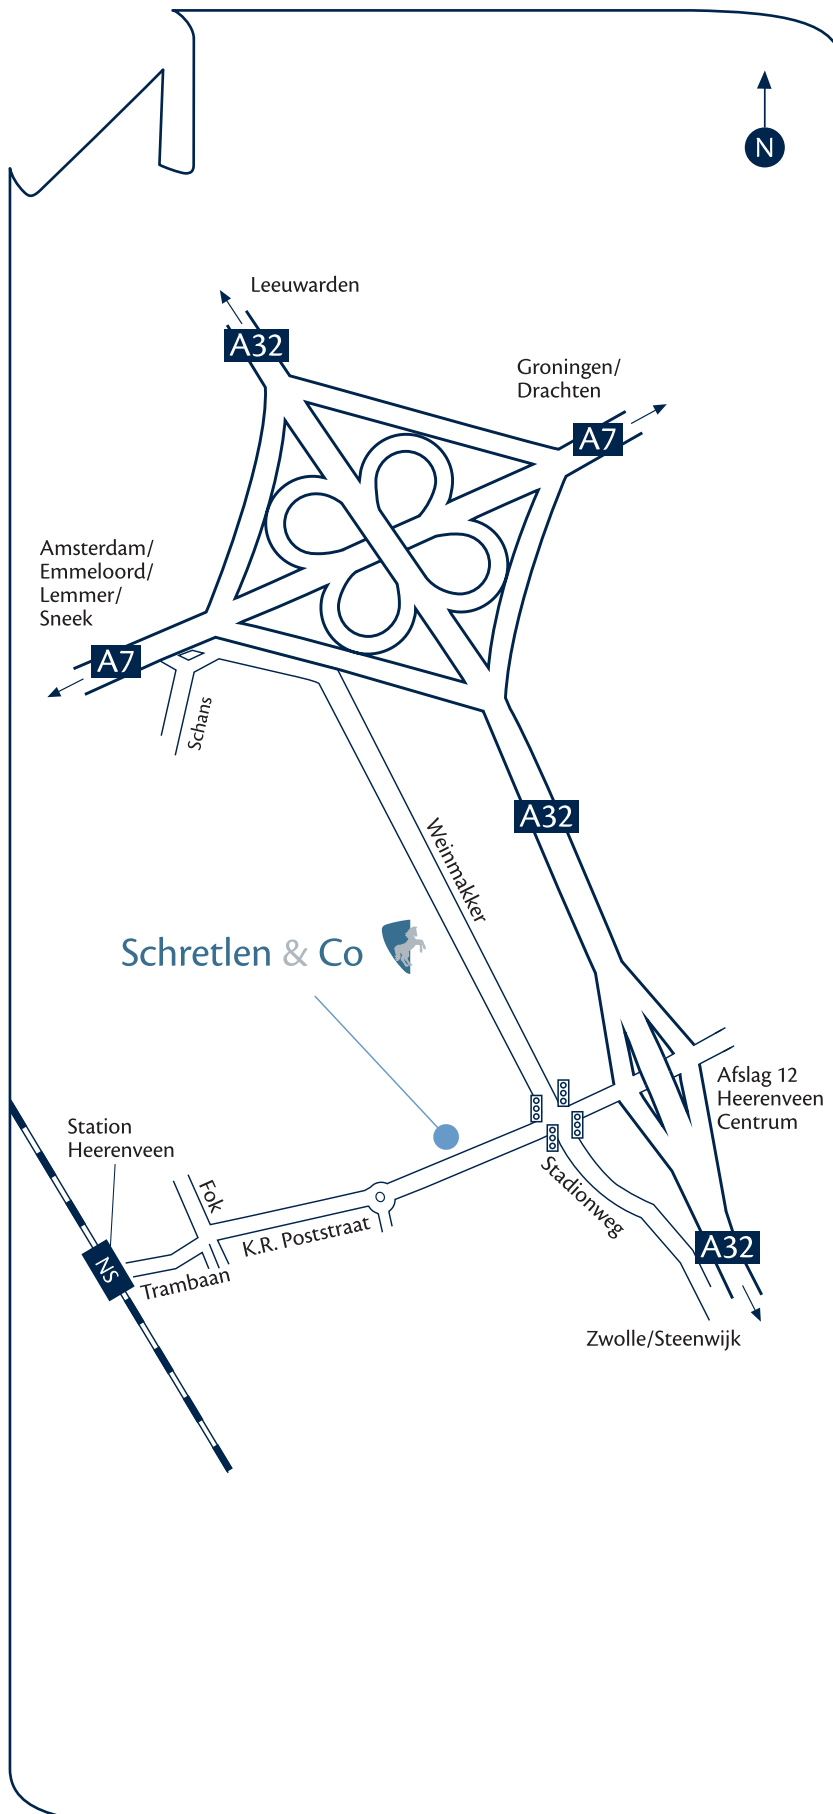 N
Leeuwarden
A32
Groningen/
Drachten
A7
Amsterdam/
Emmeloord/
Lemmer/
Sneek
A7
Schans
A32
Weinmakker
Schretlen & Co
Afslag 12
Heerenveen
Centrum
Station
Heerenveen
Stadionweg
Fok
K.R. Poststraat
A32
NS
Trambaan
Zwolle/Steenwijk